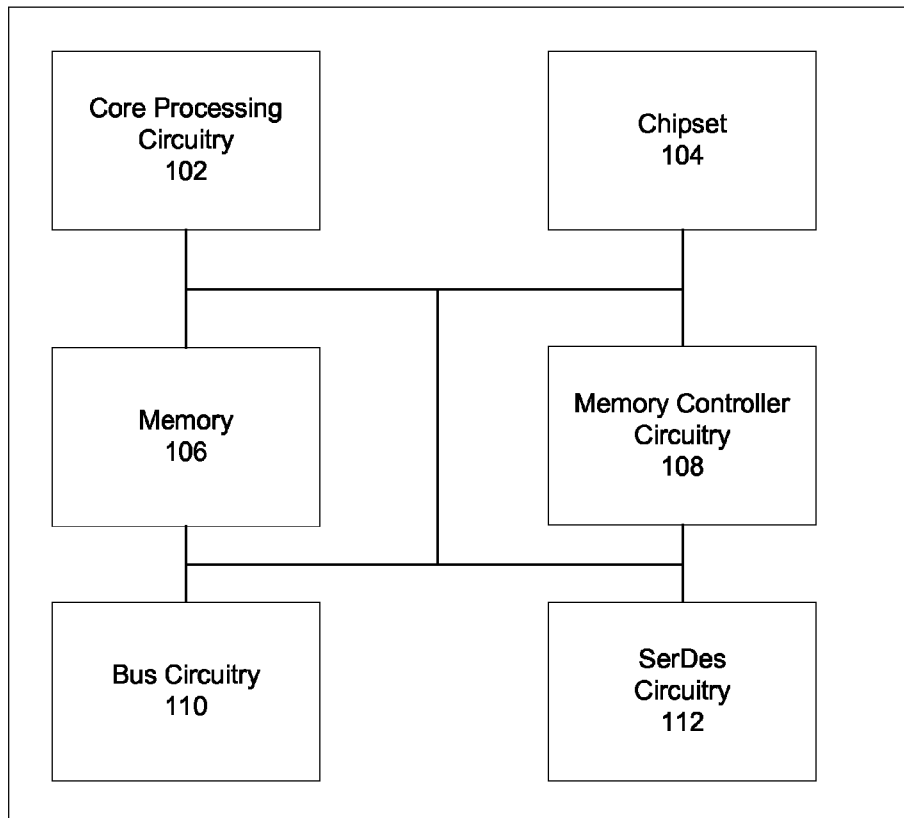 Core Processing
Circuitry
102
Chipset
104
Memory
106
Memory Controller
Circuitry
108
Bus Circuitry
110
SerDes
Circuitry
112